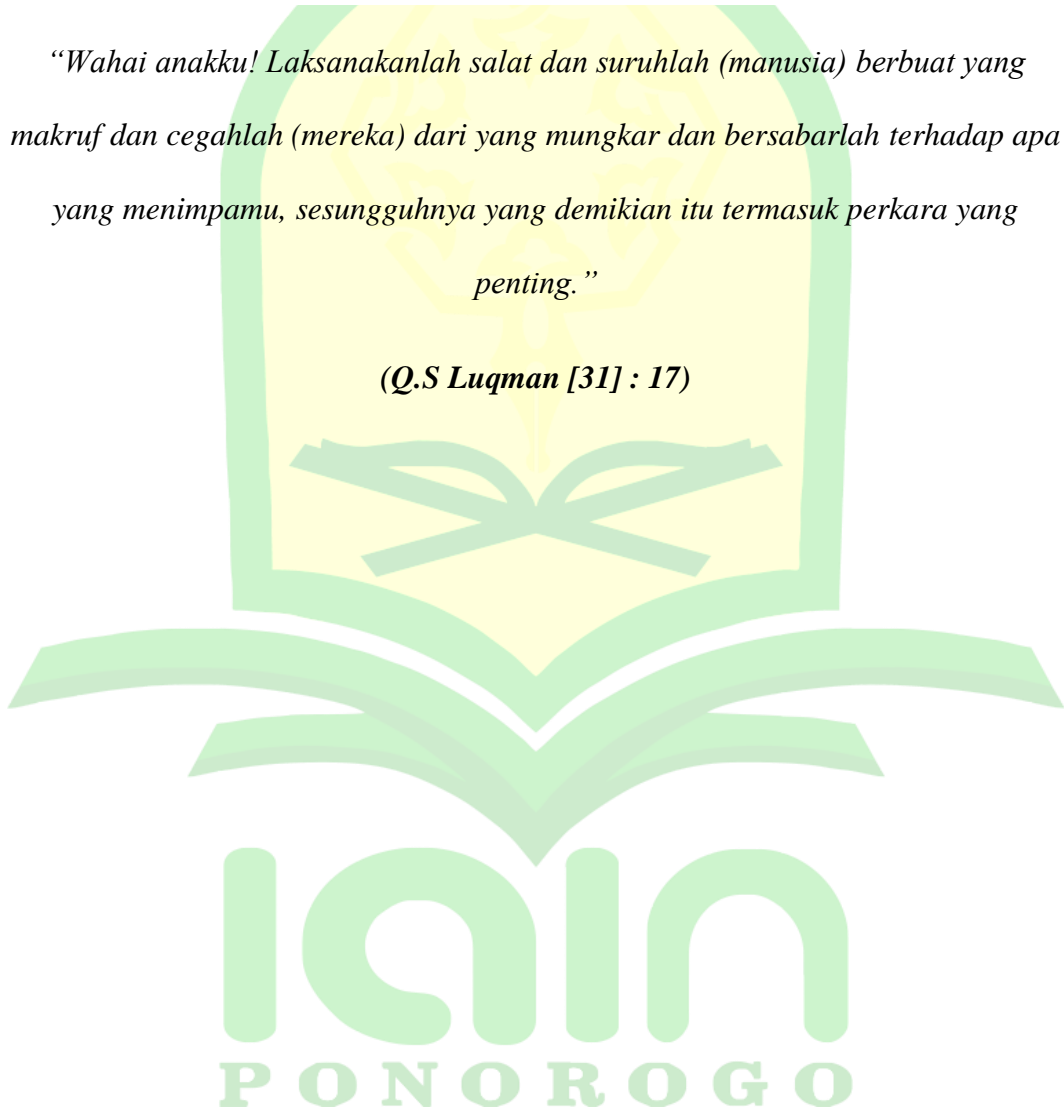 “Wahai anakku! Laksanakanlah salat dan suruhlah (manusia) berbuat yang
makruf dan cegahlah (mereka) dari yang mungkar dan bersabarlah terhadap apa
yang menimpamu, sesungguhnya yang demikian itu termasuk perkara yang
penting.”
(Q.S Luqman [31] : 17)
IAIN
PONOROGO